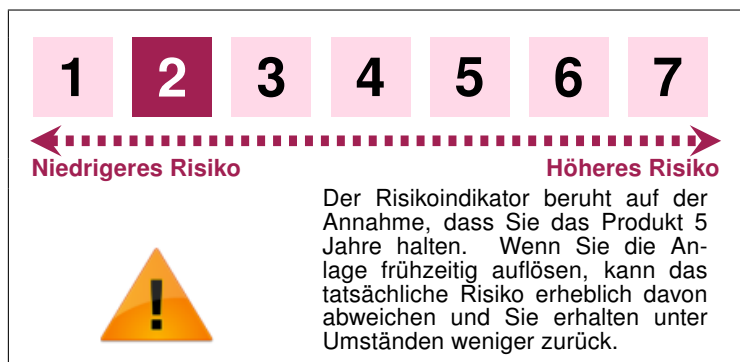 1 2 3 4 5 6 7
Niedrigeres Risiko Höheres Risiko
Der Risikoindikator beruht auf der
Annahme, dass Sie das Produkt 5
Jahre halten. Wenn Sie die An-
lage frühzeitig auflösen, kann das
tatsächliche Risiko erheblich davon
abweichen und Sie erhalten unter
Umständen weniger zurück.
!